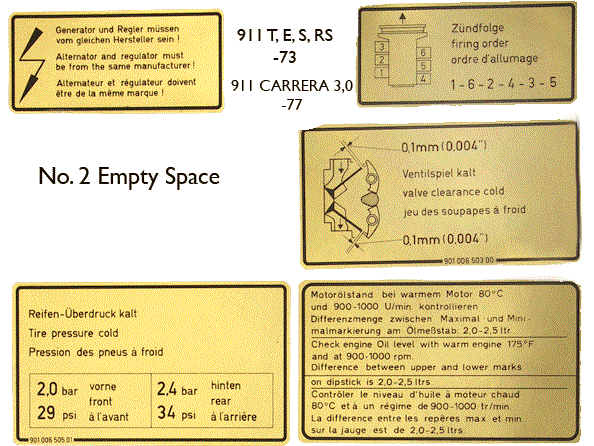 Generator und Regler müssen
vom gleichen Hersteller sein !
Alternator and regulator must
be from the same manufacturer !
Alternateur et régulateur doivent
être de la même marque !
911 T, E, S, RS
-73
911 CARRERA 3,0
-77
Zündfolge
firing order
ordre d'allumage
1-6-2-4-3-5
3
2
1
6
5
4
No. 2 Empty Space
0,1mm (0,004")
Ventilspiel kalt
valve clearance cold
jeu des soupapes à froid
0,1mm (0,004")
901 006 503 00
Reifen-Überdruck kalt
Tire pressure cold
Pression des pneus à froid
2,0 bar
29 psi
vorne
front
à l'avant
2,4 bar
34 psi
hinten
rear
à l'arrière
901 006 505 01
Motorölstand bei warmem Motor 80°C
und 900-1000 U/min kontrollieren
Differenzmenge zwischen Maximal-und Mini-
malmarkierung am Ölmeßstab: 2,0-2,5 ltr
Check engine Oil level with warm engine 175°F
and at 900-1000 rpm.
Difference between upper and lower marks
on dipstick is 2,0-2,5 ltrs.
Contrôler le niveau d'huile à moteur chaud
80°C et à un régime de 900-1000 tr/min
La différence entre les repères max et min
sur la jauge est de 2,0-2,5 ltrs.